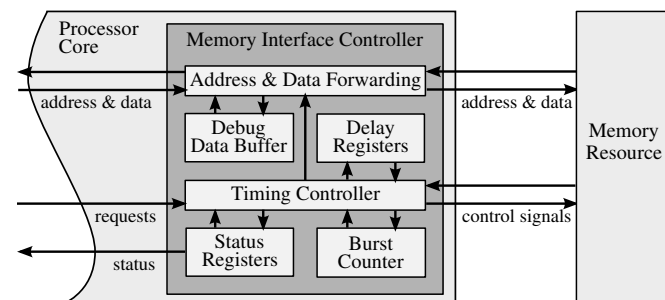 Processor
Core
Memory Interface Controller
Address & Data Forwarding
address & data
address & data
Debug
Data Buffer
Delay
Registers
Memory
Resource
Timing Controller
requests
control signals
Status
Registers
Burst
Counter
status